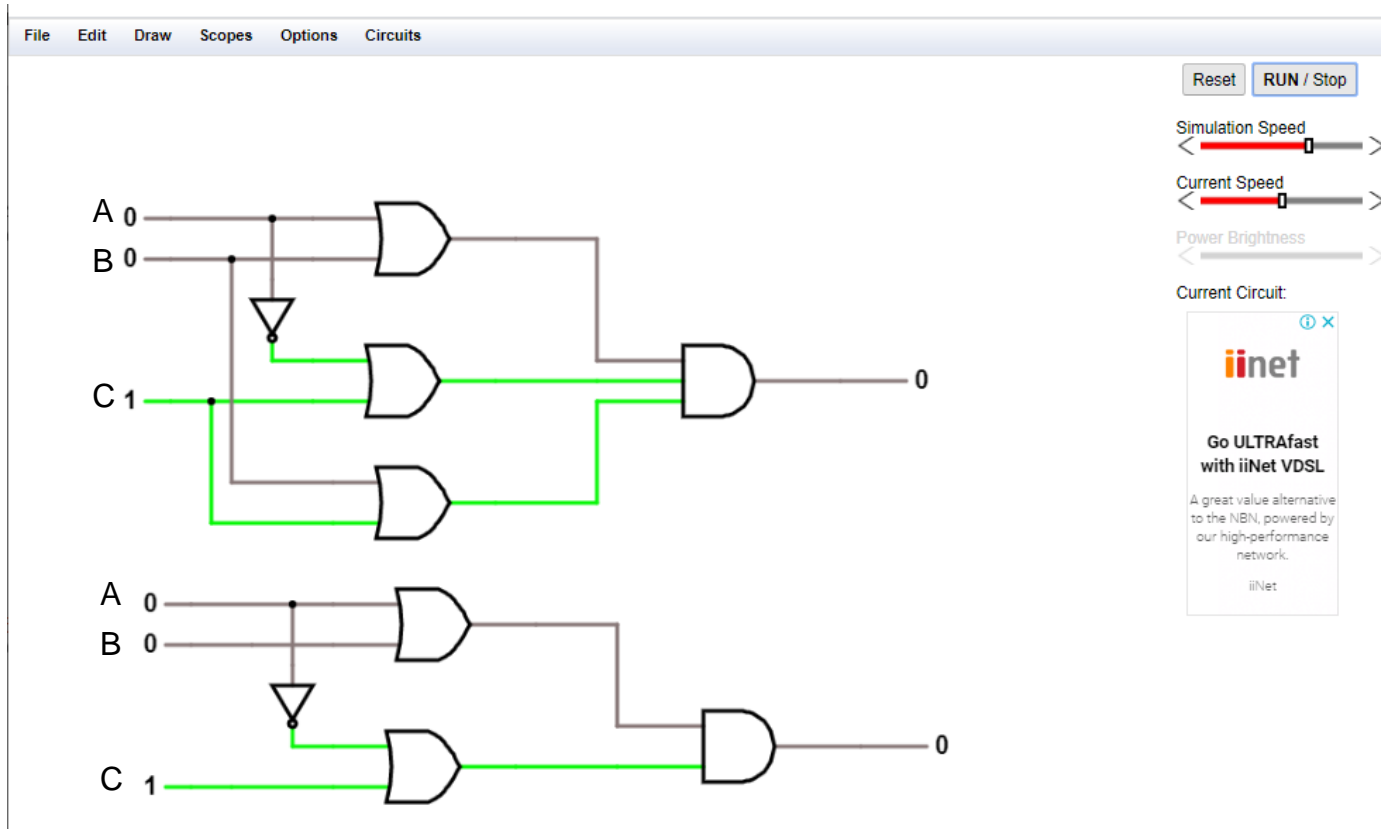 File Edit Draw Scopes Options Circuits
Reset RUN / Stop
Simulation Speed
Current Speed
Power Brightness
Current Circuit:
iinet
Go ULTRAfast
with iiNet VDSL
A great value alternative
to the NBN, powered by
our high-performance
network.
iiNet
A 0
B 0
C 1
0
A 0
B 0
C 1
0